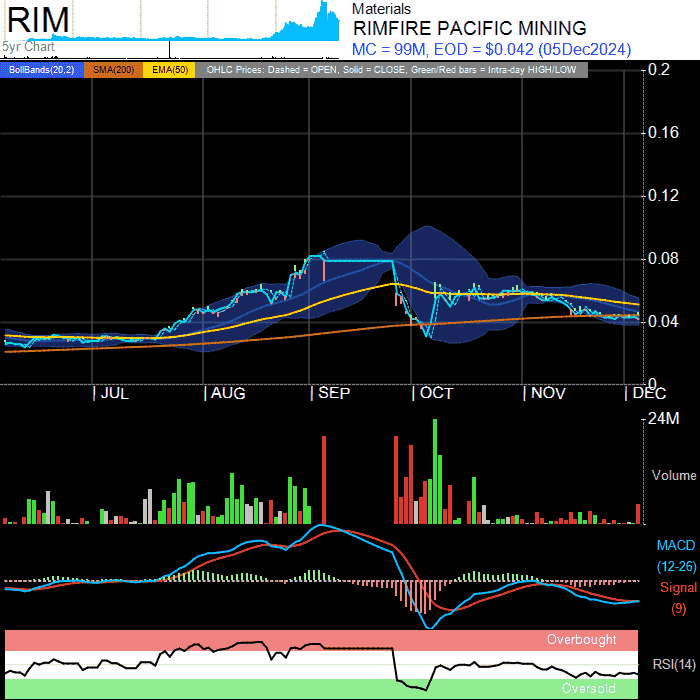 RIM
5yr Chart
Materials
RIMFIRE PACIFIC MINING
MC = 99M, EOD = $0.042 (05Dec2024)
BollBands(20,2) SMA(200) EMA(50) OHLC Prices: Dashed = OPEN, Solid = CLOSE, Green/Red bars = Intra-day HIGH/LOW
0.2
0.16
0.12
0.08
0.04
0
JUL AUG SEP OCT NOV DEC
24M
Volume
MACD
(12-26)
Signal
(9)
Overbought
RSI(14)
Oversold